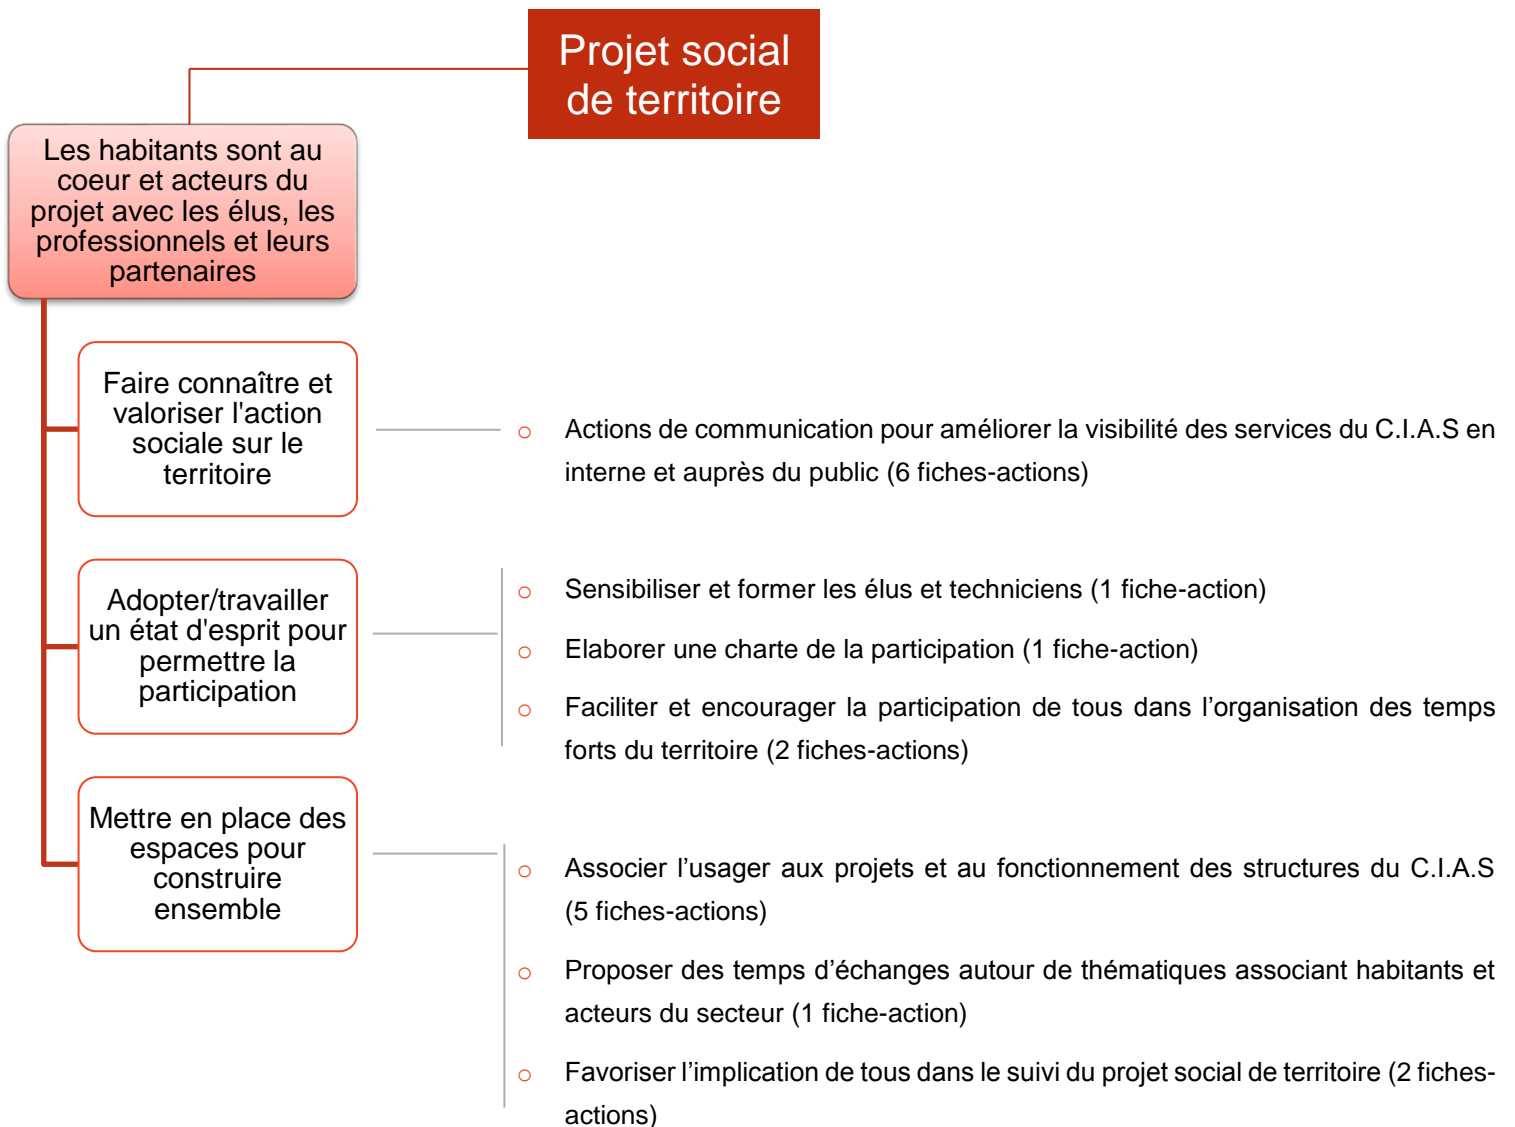 Projet social
de territoire
Les habitants sont au
coeur et acteurs du
projet avec les élus, les
professionnels et leurs
partenaires
Faire connaître et
valoriser l'action
sociale sur le
territoire
o Actions de communication pour améliorer la visibilité des services du C.I.A.S en
interne et auprès du public (6 fiches-actions)
Adopter/travailler
un état d'esprit pour
permettre la
participation
o Sensibiliser et former les élus et techniciens (1 fiche-action)
o Elaborer une charte de la participation (1 fiche-action)
o Faciliter et encourager la participation de tous dans l’organisation des temps
forts du territoire (2 fiches-actions)
Mettre en place des
espaces pour
construire
ensemble
o Associer l’usager aux projets et au fonctionnement des structures du C.I.A.S
(5 fiches-actions)
o Proposer des temps d’échanges autour de thématiques associant habitants et
acteurs du secteur (1 fiche-action)
o Favoriser l’implication de tous dans le suivi du projet social de territoire (2 fiches-
actions)